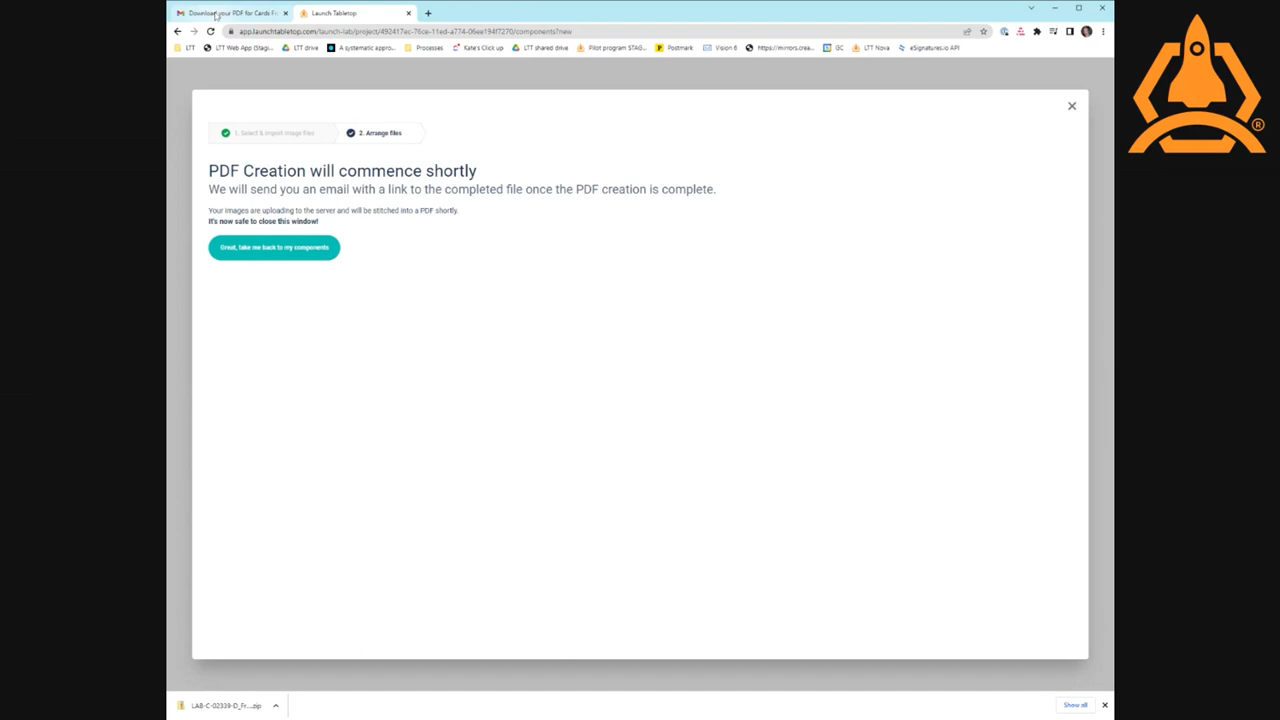 Download your PDF for Cards Fr
Launch Tabletop
app.launchtabletop.com/launch-lab/project/492417ec-76ce-11ed-a774-06ee194f7270/components?new
LTT
LTT Web App (Stagi...
LTT drive
A systematic appro...
Processes
Kate's Click up
LTT shared drive
Pilot program STAG...
Postmark
Vision 6
https://mirrors.crea...
GC
LTT Nova
eSignatures.io API
1. Select & import image files
2. Arrange files
PDF Creation will commence shortly
We will send you an email with a link to the completed file once the PDF creation is complete.
Your images are uploading to the server and will be stitched into a PDF shortly.
It's now safe to close this window!
Great, take me back to my components
LAB-C-02339-D_Fr....zip
Show all
®